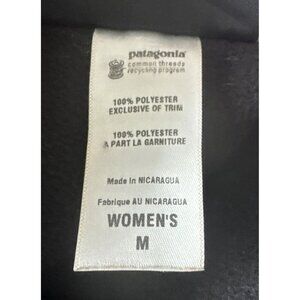 patagonia
common threads
recycling program
100% POLYESTER
EXCLUSIVE OF TRIM
100% POLYESTER
A PART LA GARNITURE
Made in NICARAGUA
Fabrique AU NICARAGUA
WOMEN'S
M